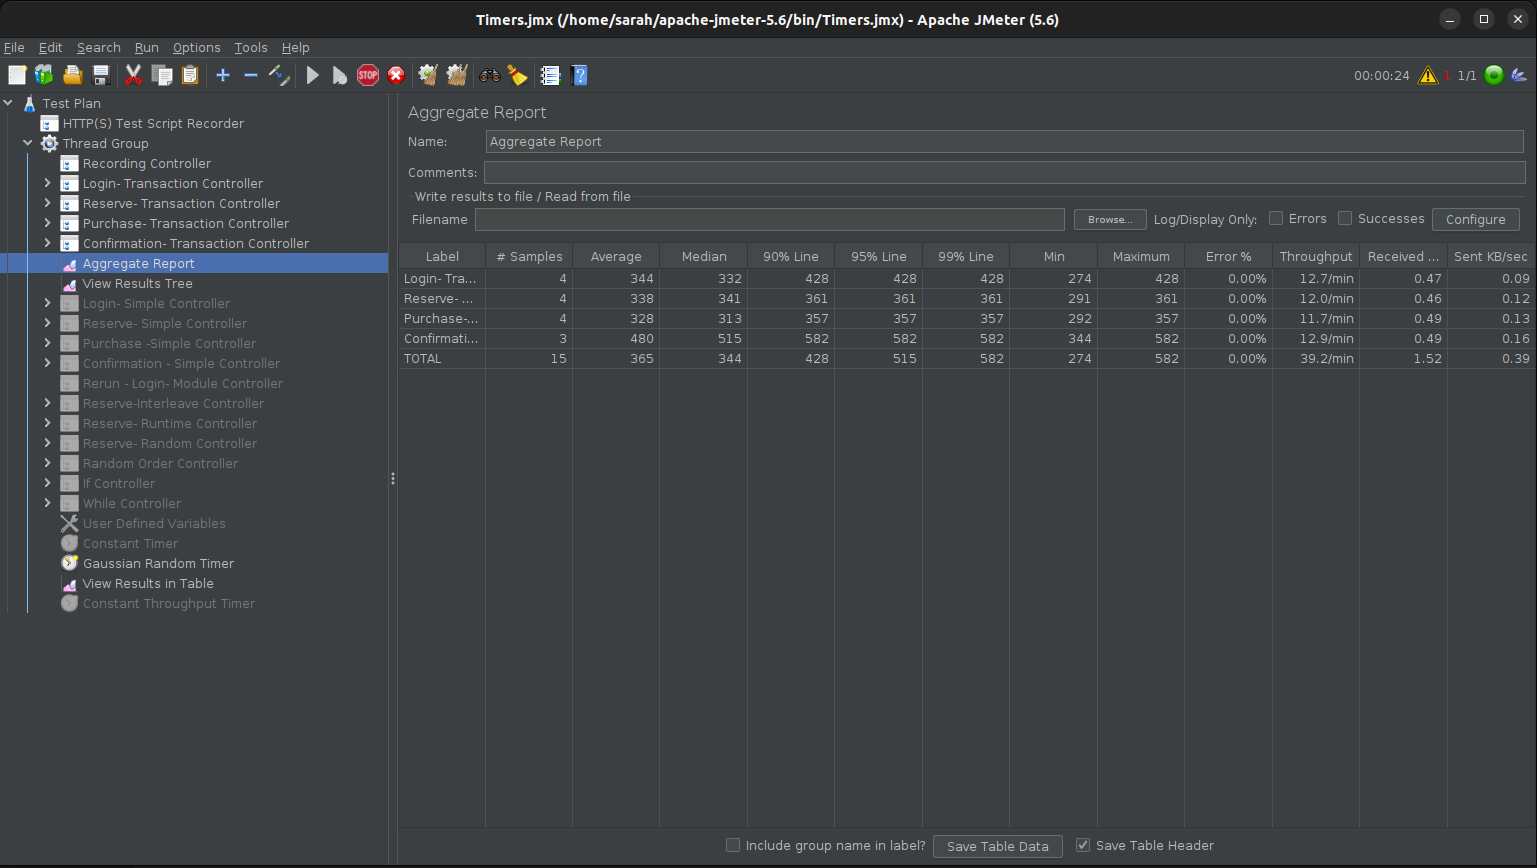 Timers.jmx (/home/sarah/apache-jmeter-5.6/bin/Timers.jmx) - Apache JMeter (5.6)
File Edit Search Run Options Tools Help
STOP
00:00:24 1 1/1
Test Plan
HTTP(S) Test Script Recorder
Thread Group
Recording Controller
Login- Transaction Controller
Reserve- Transaction Controller
Purchase- Transaction Controller
Confirmation- Transaction Controller
Aggregate Report
View Results Tree
Login- Simple Controller
Reserve- Simple Controller
Purchase -Simple Controller
Confirmation - Simple Controller
Rerun - Login- Module Controller
Reserve-Interleave Controller
Reserve- Runtime Controller
Reserve- Random Controller
Random Order Controller
If Controller
While Controller
User Defined Variables
Constant Timer
Gaussian Random Timer
View Results in Table
Constant Throughput Timer
Aggregate Report
Name: Aggregate Report
Comments:
Write results to file / Read from file
Filename Browse... Log/Display Only: Errors Successes Configure
Label # Samples Average Median 90% Line 95% Line 99% Line Min Maximum Error % Throughput Received ... Sent KB/sec
Login- Tra... 4 344 332 428 428 428 274 428 0.00% 12.7/min 0.47 0.09
Reserve- ... 4 338 341 361 361 361 291 361 0.00% 12.0/min 0.46 0.12
Purchase-... 4 328 313 357 357 357 292 357 0.00% 11.7/min 0.49 0.13
Confirmati... 3 480 515 582 582 582 344 582 0.00% 12.9/min 0.49 0.16
TOTAL 15 365 344 428 515 582 274 582 0.00% 39.2/min 1.52 0.39
Include group name in label? Save Table Data Save Table Header